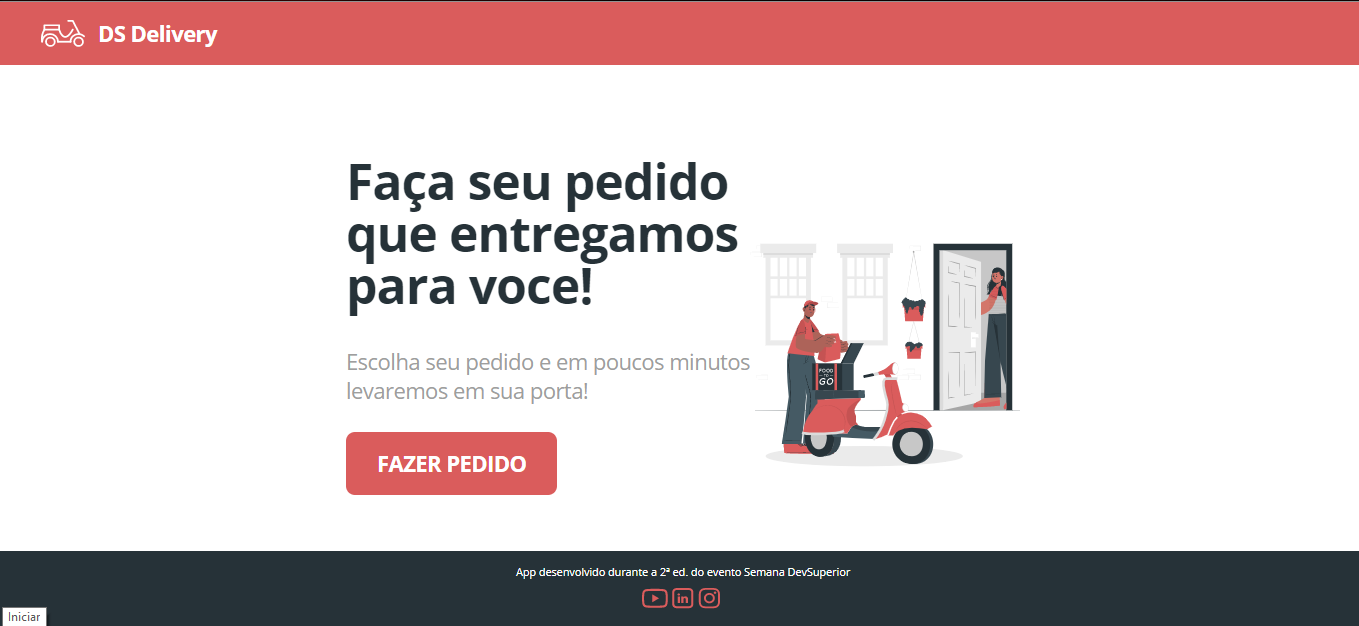 DS Delivery
Faça seu pedido
que entregamos
para voce!
Escolha seu pedido e em poucos minutos
levaremos em sua porta!
FOOD
TO
GO
FAZER PEDIDO
App desenvolvido durante a 2ª ed. do evento Semana DevSuperior
in
Iniciar